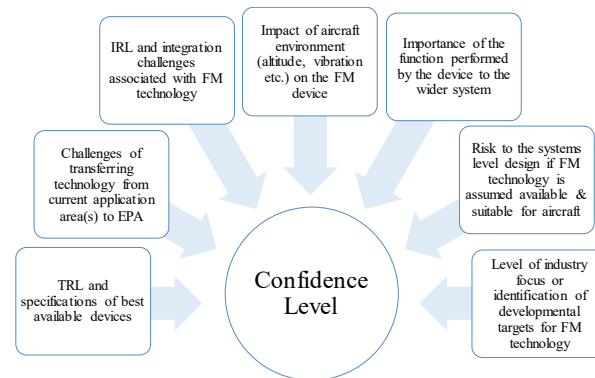 IRL and integration
challenges
associated with FM
technology
Impact of aircraft
environment
(altitude, vibration
etc.) on the FM
device
Importance of the
function performed
by the device to the
wider system
Challenges of
transferring
technology from
current application
area(s) to EPA
Risk to the systems
level design if FM
technology is
assumed available &
suitable for aircraft
TRL and
specifications of best
available devices
Confidence
Level
Level of industry
focus or
identification of
developmental
targets for FM
technology